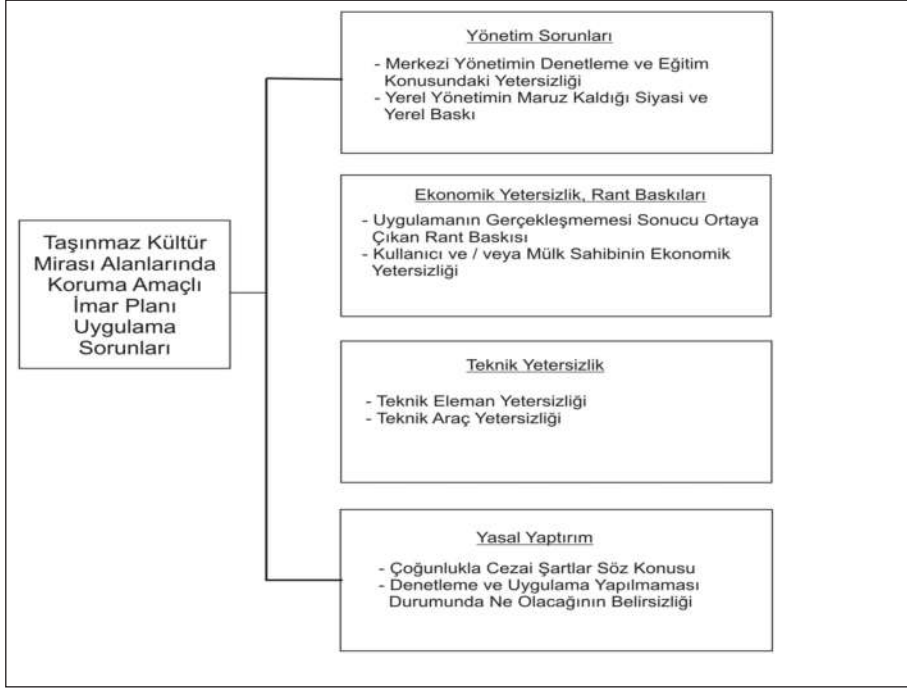 Taşınmaz Kültür
Mirası Alanlarında
Koruma Amaçlı
İmar Planı
Uygulama
Sorunları
Yönetim Sorunları
- Merkezi Yönetimin Denetleme ve Eğitim
Konusundaki Yetersizliği
- Yerel Yönetimin Maruz Kaldığı Siyasi ve
Yerel Baskı
Ekonomik Yetersizlik, Rant Baskıları
- Uygulamanın Gerçekleşmemesi Sonucu Ortaya
Çıkan Rant Baskısı
- Kullanıcı ve / veya Mülk Sahibinin Ekonomik
Yetersizliği
Teknik Yetersizlik
- Teknik Eleman Yetersizliği
- Teknik Araç Yetersizliği
Yasal Yaptırım
- Çoğunlukla Cezai Şartlar Söz Konusu
- Denetleme ve Uygulama Yapılmaması
Durumunda Ne Olacağının Belirsizliği